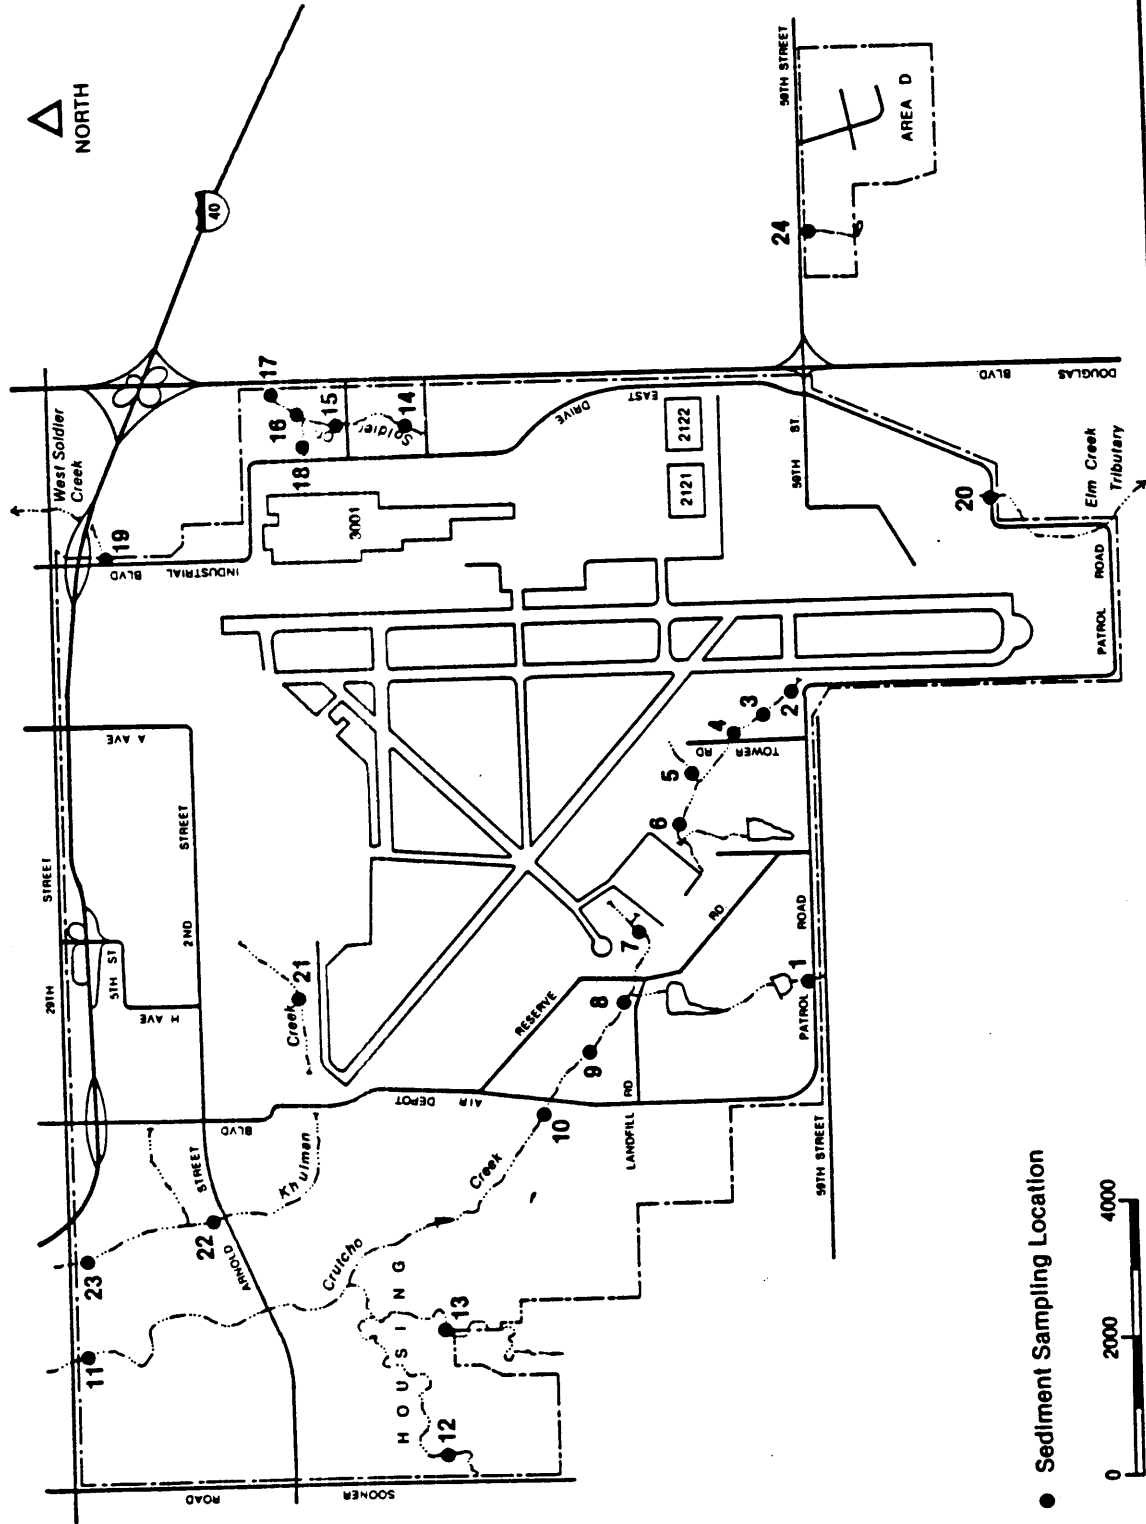 NORTH
40
29TH STREET
West Soldier
Creek
19
INDUSTRIAL BLVD
A AVE
2ND STREET
5TH ST
H AVE
17
16
18
15
14
Soldier Cr
3001
EAST DRIVE
2122
2121
50TH ST.
50TH STREET
24
AREA D
DOUGLAS BLVD.
20
Elm Creek
Tributary
PATROL ROAD
2
3
4
TOWER RD
5
6
7
8
9
10
RESERVE RD.
1
PATROL ROAD
LANDFILL RD
59TH STREET
AIR DEPOT BLVD
21
Creek
Khulman
ARNOLD STREET
22
23
11
Crutcho Creek
HOUSING
13
12
SOONER ROAD
Sediment Sampling Location
0 2000 4000